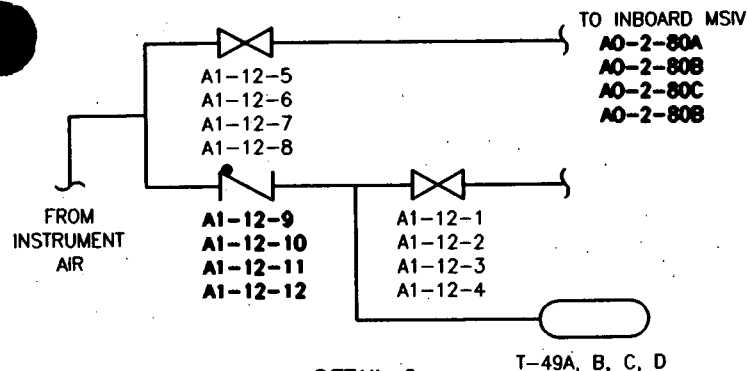 TO INBOARD MSIV
AO-2-80A
AO-2-80B
AO-2-80C
AO-2-80B
A1-12-5
A1-12-6
A1-12-7
A1-12-8
FROM
INSTRUMENT
AIR
A1-12-9
A1-12-10
A1-12-11
A1-12-12
A1-12-1
A1-12-2
A1-12-3
A1-12-4
T-49A, B, C, D